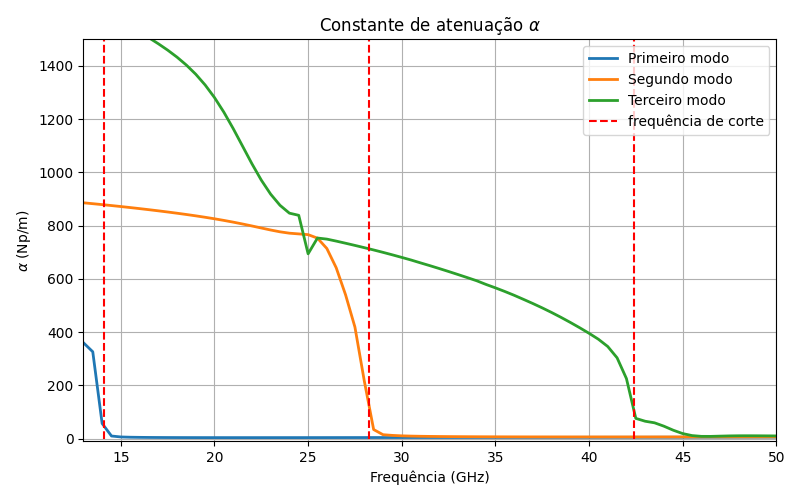 Constante de atenuação α
1400
1200
1000
800
600
400
200
0
α (Np/m)
Primeiro modo
Segundo modo
Terceiro modo
frequência de corte
15 20 25 30 35 40 45 50
Frequência (GHz)